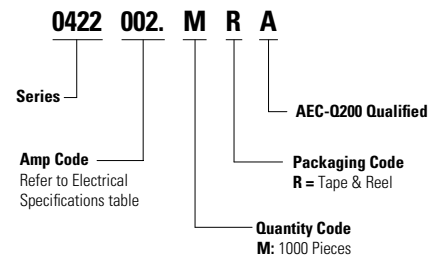 0422 002. M R A
Series
AEC-Q200 Qualified
Amp Code
Refer to Electrical
Specifications table
Packaging Code
R = Tape & Reel
Quantity Code
M: 1000 Pieces